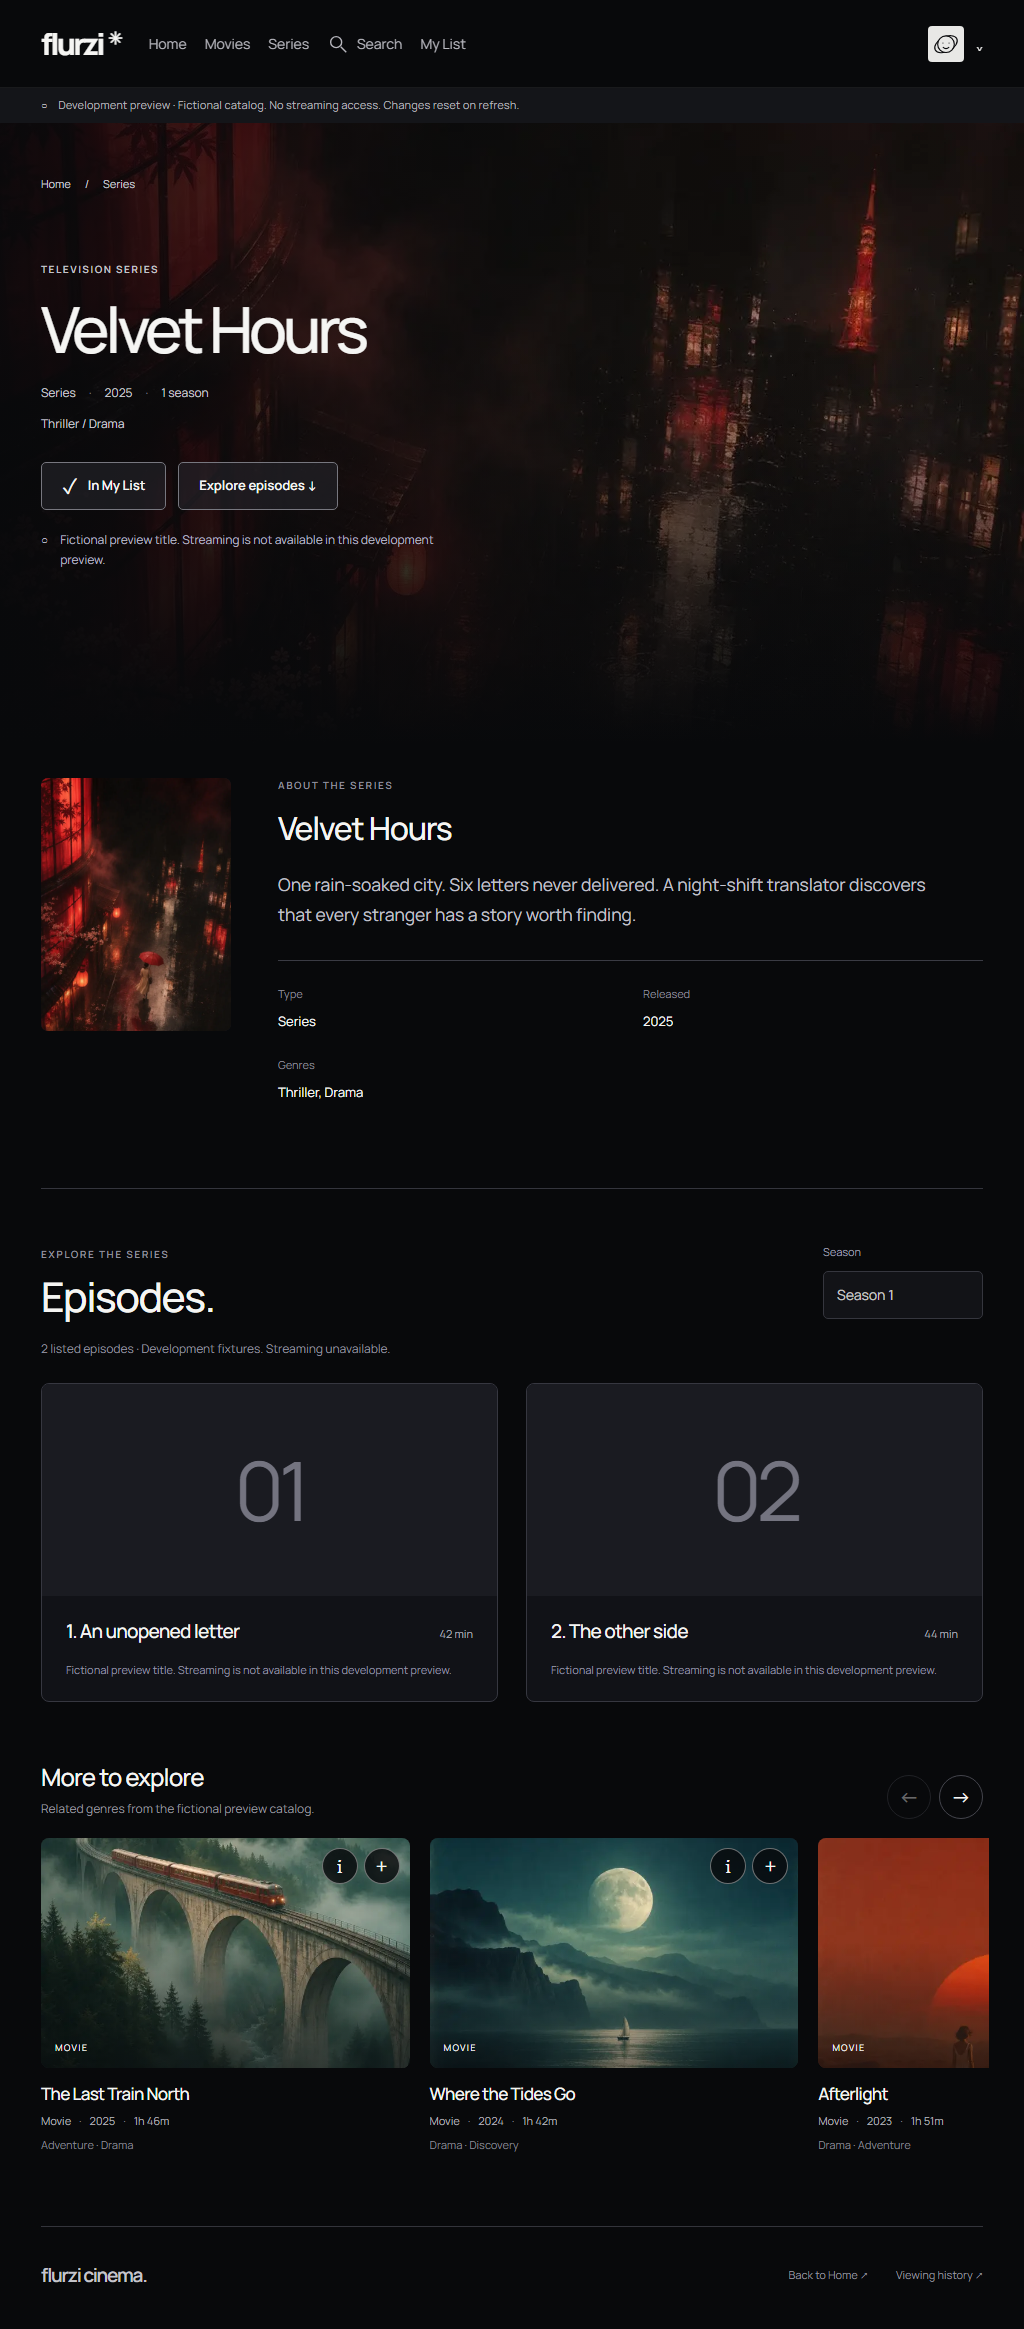 flurzi*
Home Movies Series Search My List
Development preview · Fictional catalog. No streaming access. Changes reset on refresh.
Home / Series
TELEVISION SERIES
Velvet Hours
Series · 2025 · 1 season
Thriller / Drama
✓ In My List Explore episodes ↓
Fictional preview title. Streaming is not available in this development
preview.
ABOUT THE SERIES
Velvet Hours
One rain-soaked city. Six letters never delivered. A night-shift translator discovers
that every stranger has a story worth finding.
Type Released
Series 2025
Genres
Thriller, Drama
EXPLORE THE SERIES
Season
Episodes.
Season 1
2 listed episodes · Development fixtures. Streaming unavailable.
01 02
1. An unopened letter 42 min
Fictional preview title. Streaming is not available in this development preview.
2. The other side 44 min
Fictional preview title. Streaming is not available in this development preview.
More to explore
Related genres from the fictional preview catalog.
← →
i + i +
MOVIE MOVIE MOVIE
The Last Train North
Movie · 2025 · 1h 46m
Adventure · Drama
Where the Tides Go
Movie · 2024 · 1h 42m
Drama · Discovery
Afterlight
Movie · 2023 · 1h 51m
Drama · Adventure
flurzi cinema.
Back to Home ↗ Viewing history ↗